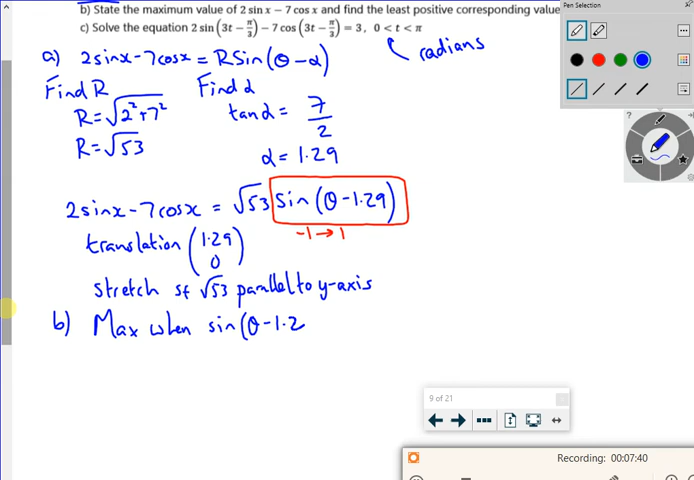 b) State the maximum value of 2 sin x − 7 cos x and find the least positive corresponding value
c) Solve the equation 2 sin (3t − π/3) − 7 cos (3t − π/3) = 3, 0 < t < π
radians
a) 2sinx-7cosx = RSin(θ-α)
Find R Find α
R=√2²+7² tanα = 7/2
R=√53 α=1.29
2sinx-7cosx = √53 Sin(θ-1.29)
-1→1
translation (1.29
0)
stretch sf √53 parallel to y-axis
b) Max when sin(θ-1.2
Pen Selection
?
9 of 21
Recording: 00:07:40